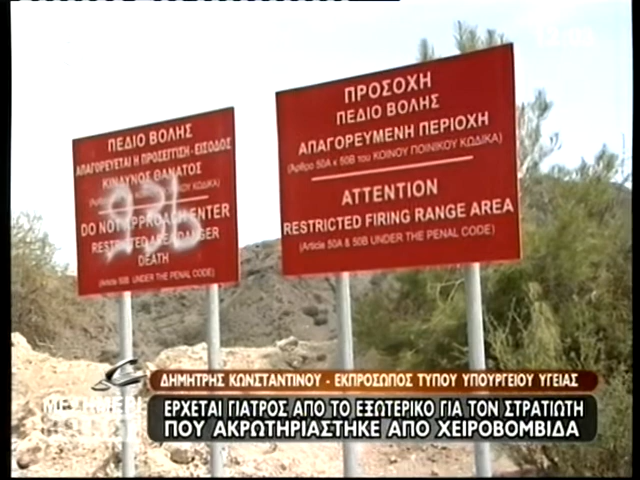 ΠΕΔΙΟ ΒΟΛΗΣ
ΑΠΑΓΟΡΕΥΕΤΑΙ Η ΠΡΟΣΕΓΓΙΣΗ - ΕΙΣΟΔΟΣ
ΚΙΝΔΥΝΟΣ ΘΑΝΑΤΟΣ
ΚΩΔΙΚΑ)
DO NOT APPROACH ENTER
RESTRICTED AREA DANGER
DEATH
(Article 50B UNDER THE PENAL CODE)
ΠΡΟΣΟΧΗ
ΠΕΔΙΟ ΒΟΛΗΣ
ΑΠΑΓΟΡΕΥΜΕΝΗ ΠΕΡΙΟΧΗ
(Άρθρο 50Α κ 50Β του ΚΟΙΝΟΥ ΠΟΙΝΙΚΟΥ ΚΩΔΙΚΑ)
ATTENTION
RESTRICTED FIRING RANGE AREA
(Article 50A & 50B UNDER THE PENAL CODE)
ΔΗΜΗΤΡΗΣ ΚΩΝΣΤΑΝΤΙΝΟΥ - ΕΚΠΡΟΣΩΠΟΣ ΤΥΠΟΥ ΥΠΟΥΡΓΕΙΟΥ ΥΓΕΙΑΣ
ΕΡΧΕΤΑΙ ΓΙΑΤΡΟΣ ΑΠΟ ΤΟ ΕΞΩΤΕΡΙΚΟ ΓΙΑ ΤΟΝ ΣΤΡΑΤΙΩΤΗ
ΠΟΥ ΑΚΡΩΤΗΡΙΑΣΤΗΚΕ ΑΠΟ ΧΕΙΡΟΒΟΜΒΙΔΑ